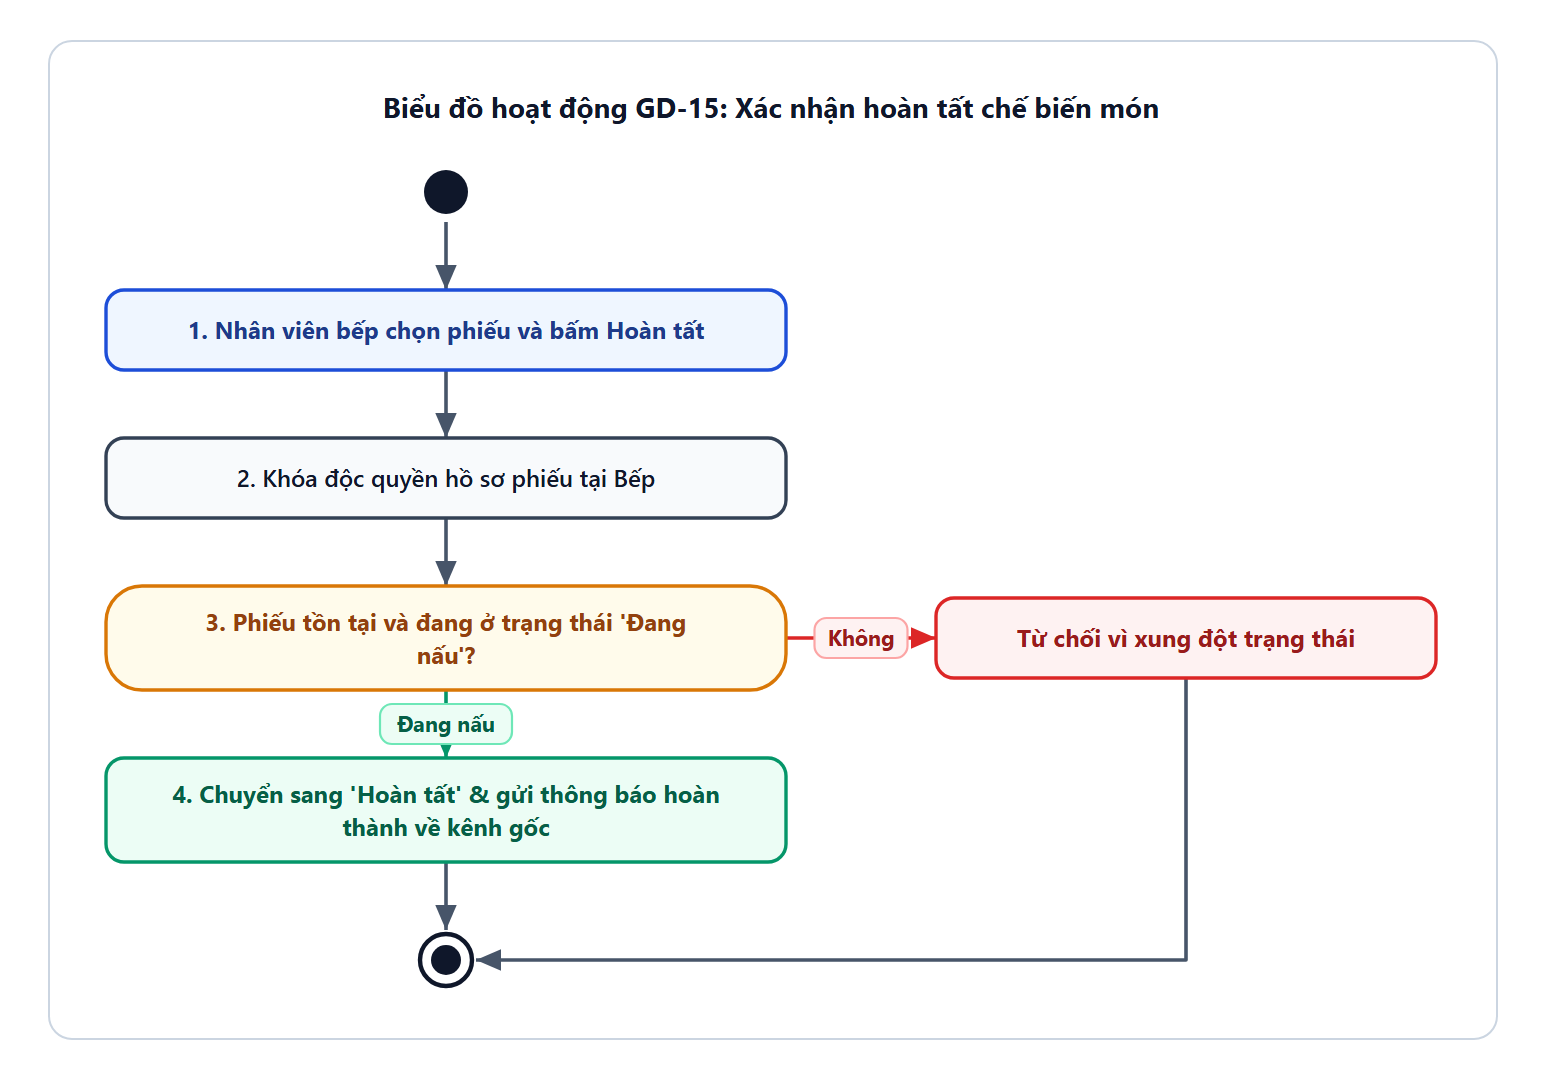 Biểu đồ hoạt động GD-15: Xác nhận hoàn tất chế biến món
1. Nhân viên bếp chọn phiếu và bấm Hoàn tất
2. Khóa độc quyền hồ sơ phiếu tại Bếp
3. Phiếu tồn tại và đang ở trạng thái 'Đang
nấu'?
Không
Từ chối vì xung đột trạng thái
Đang nấu
4. Chuyển sang 'Hoàn tất' & gửi thông báo hoàn
thành về kênh gốc